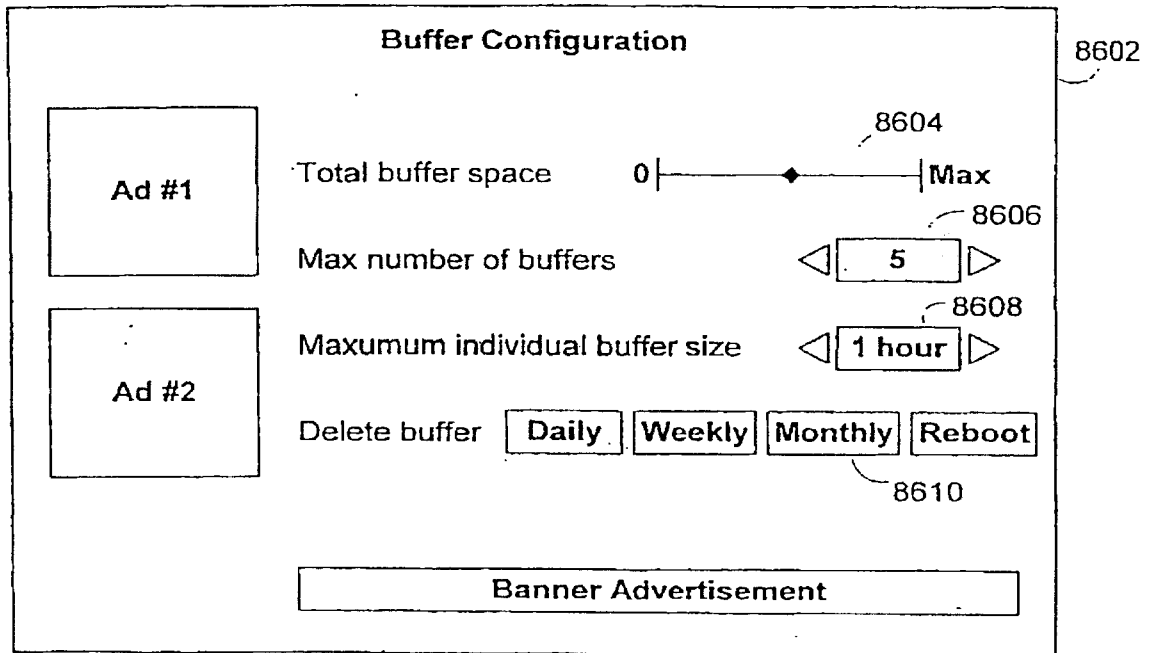 Buffer Configuration
8602
Ad #1
8604
Total buffer space 0 Max
8606
Max number of buffers 5
8608
Maxumum individual buffer size 1 hour
Ad #2
Delete buffer Daily Weekly Monthly Reboot
8610
Banner Advertisement